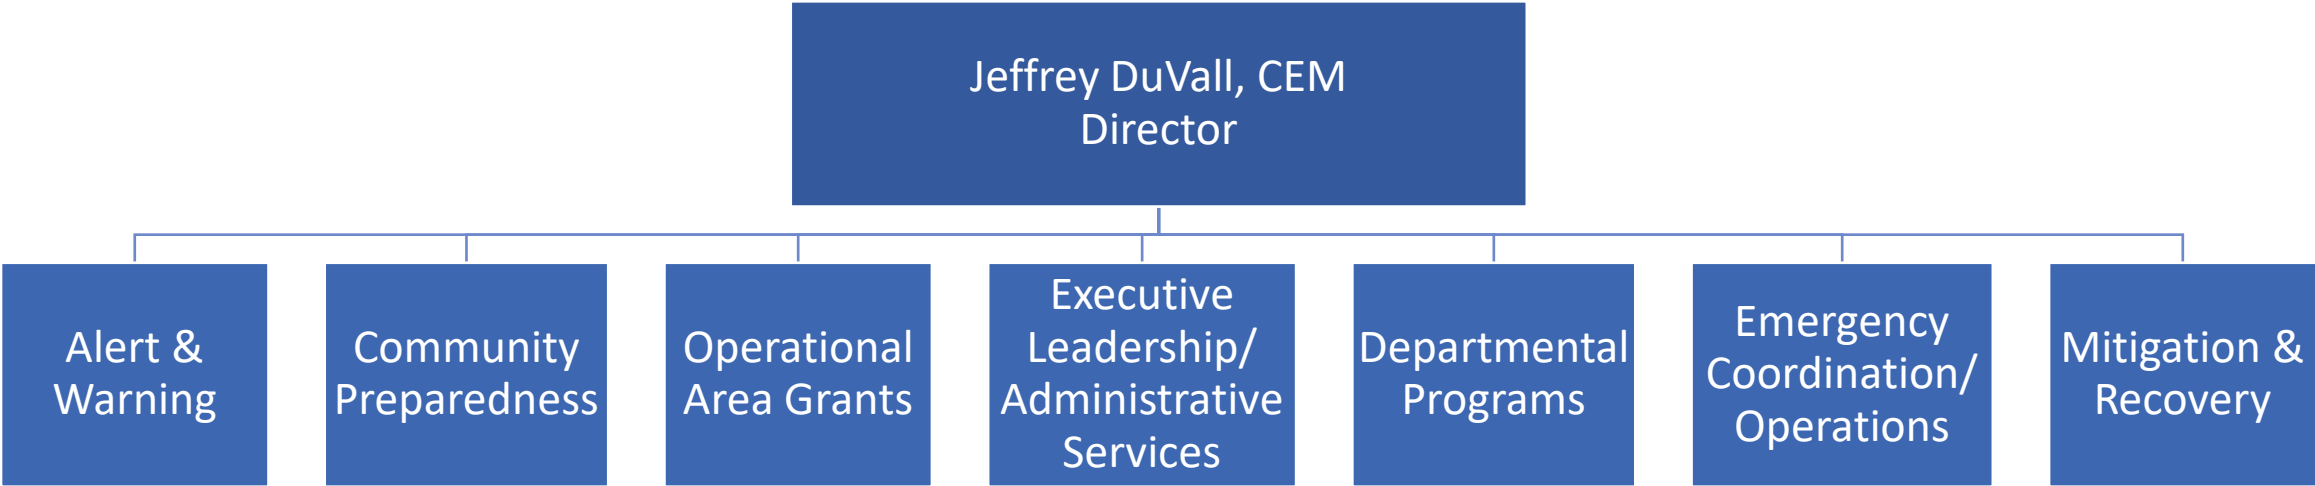 Jeffrey DuVall, CEM
Director
Alert &
Warning
Community
Preparedness
Operational
Area Grants
Executive
Leadership/
Administrative
Services
Departmental
Programs
Emergency
Coordination/
Operations
Mitigation &
Recovery